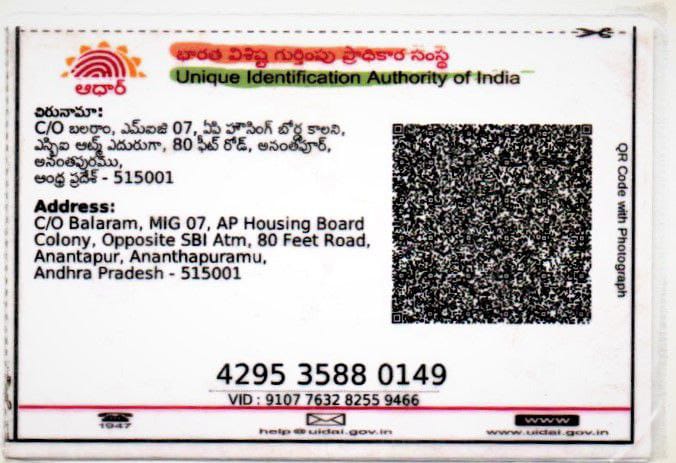 ఆధార్
భారత విశిష్ట గుర్తింపు ప్రాధికార సంస్థ
Unique Identification Authority of India
చిరునామా:
C/O బలరాం, ఎమ్ఐజి 07, ఏపి హౌసింగ్ బోర్డ్ కాలని,
ఎస్బిఐ ఆట్మ్ ఎదురుగా, 80 ఫీట్ రోడ్, అనంతపూర్,
అనంతపురము,
ఆంధ్ర ప్రదేశ్ - 515001
Address:
C/O Balaram, MIG 07, AP Housing Board
Colony, Opposite SBI Atm, 80 Feet Road,
Anantapur, Ananthapuramu,
Andhra Pradesh - 515001
QR Code with Photograph
4295 3588 0149
VID : 9107 7632 8255 9466
1947
help@uidai.gov.in
www
www.uidai.gov.in